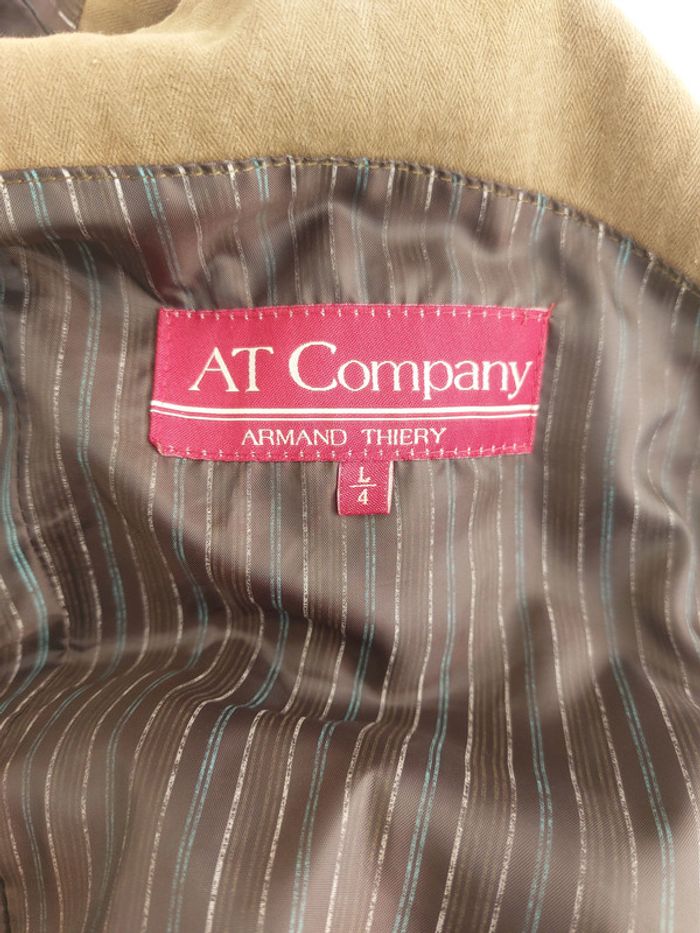 AT Company
ARMAND THIERY
L
4